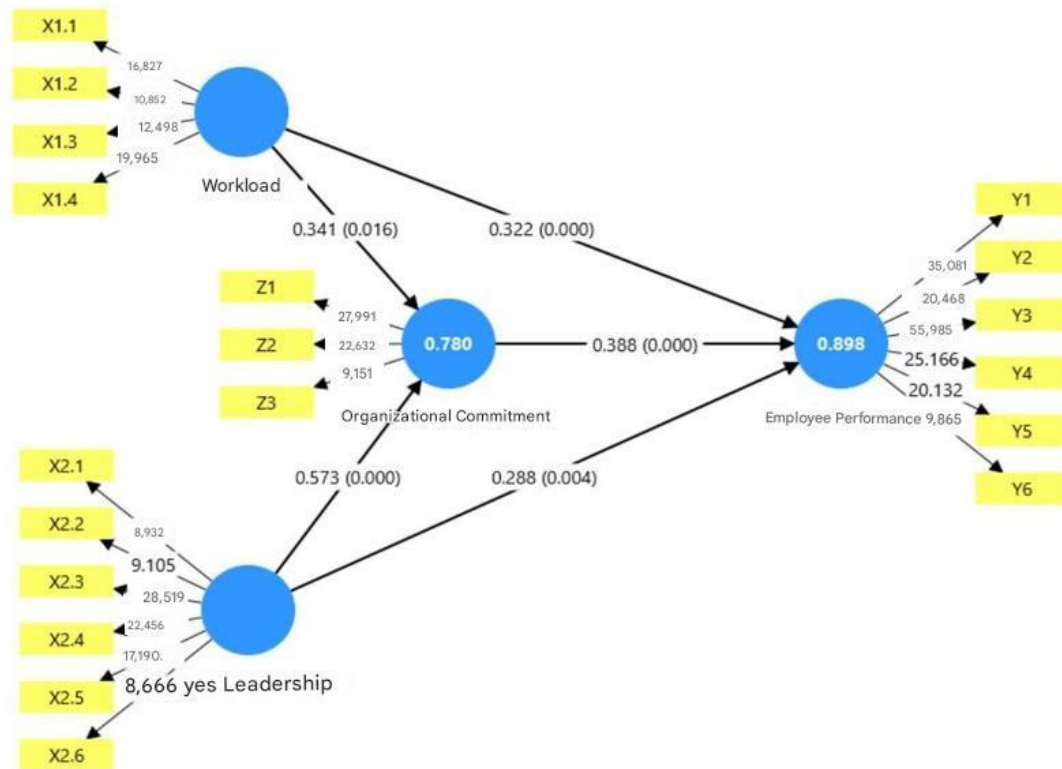 X1.1
16,827
X1.2
10,852
X1.3
12,498
19,965
X1.4
Workload
0.341 (0.016)
0.322 (0.000)
Z1
27,991
Z2
22,632
9,151
Z3
0.780
Organizational Commitment
0.388 (0.000)
0.898
Employee Performance 9,865
Y1
35,081
Y2
20,468
Y3
55,985
25.166
Y4
20.132
Y5
Y6
0.573 (0.000)
0.288 (0.004)
X2.1
8,932
X2.2
9.105
X2.3
28,519
X2.4
22,456
17,190.
X2.5
8,666 yes Leadership
X2.6